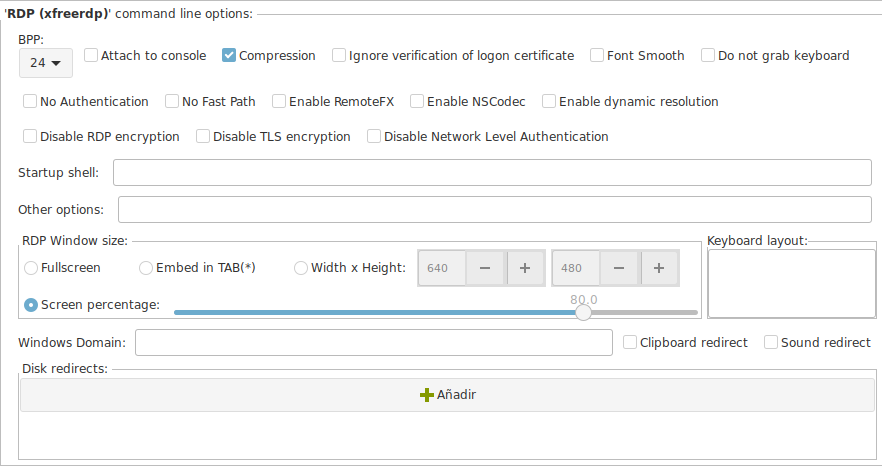 'RDP (xfreerdp)' command line options:
BPP:
24 Attach to console Compression Ignore verification of logon certificate Font Smooth Do not grab keyboard
No Authentication No Fast Path Enable RemoteFX Enable NSCodec Enable dynamic resolution
Disable RDP encryption Disable TLS encryption Disable Network Level Authentication
Startup shell:
Other options:
RDP Window size: Keyboard layout:
Fullscreen Embed in TAB(*) Width x Height: 640 − + 480 − +
80.0
Screen percentage:
Windows Domain: Clipboard redirect Sound redirect
Disk redirects:
Añadir